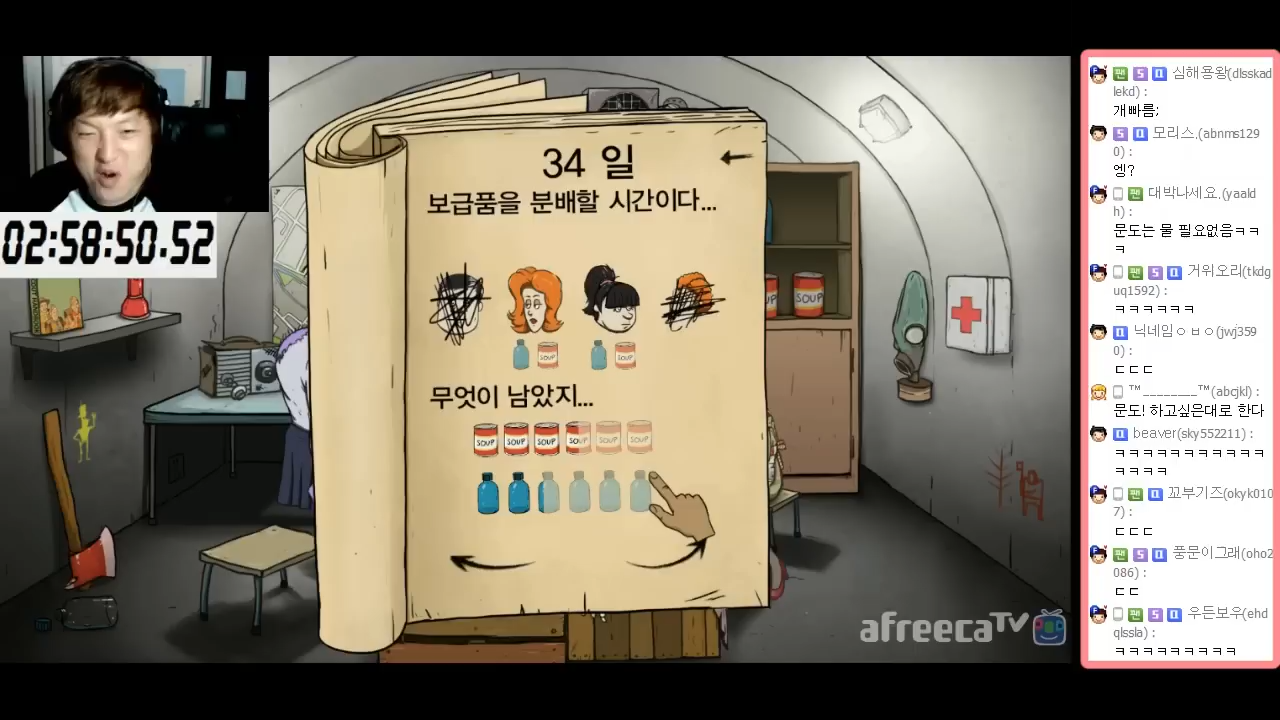 34 일
보급품을 분배할 시간이다...
SOUP
SOUP
무엇이 남았지...
SOUP SOUP SOUP SOUP SOUP SOUP
SOUP
02:58:50.52
afreecaTV
심해용왕(dlsskad
lekd) :
개빠름;
모리스.(abnms129
0) :
엥?
대박나세요.(yaald
h) :
문도는 물 필요없음ㅋㅋ
ㅋ
거위오리(tkdg
uq1592) :
ㅋㅋㅋㅋㅋㅋ
닉네임ㅇㅂㅇ(jwj359
0) :
ㄷㄷㄷ
™________™(abcjkl) :
문도! 하고싶은대로 한다
beaver(sky552211) :
ㅋㅋㅋㅋㅋㅋㅋㅋㅋㅋㅋ
ㅋㅋㅋㅋ
꼬부기즈(okyk010
7) :
ㄷㄷㄷ
풍문이그래(oho2
086) :
ㄷㄷ
우든보우(ehd
qlssla) :
ㅋㅋㅋㅋㅋㅋㅋㅋㅋ